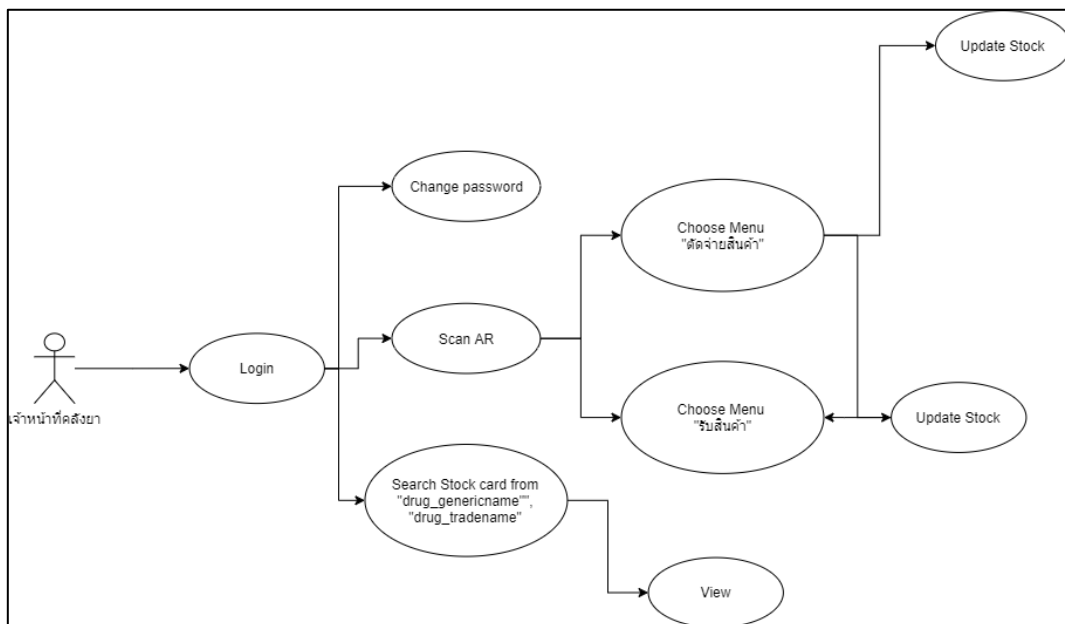 Update Stock
Change password
Choose Menu
"ตัดจ่ายสินค้า"
Scan AR
Login
เจ้าหน้าที่คลังยา
Choose Menu
"รับสินค้า"
Update Stock
Search Stock card from
"drug_genericname"",
"drug_tradename"
View